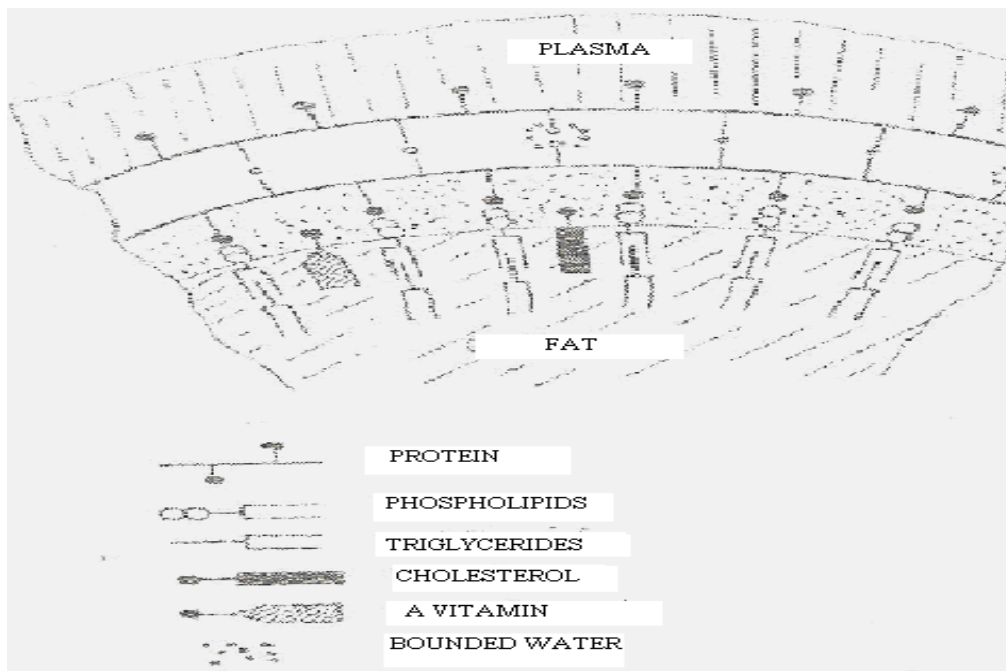 PLASMA
FAT
PROTEIN
PHOSPHOLIPIDS
TRIGLYCERIDES
CHOLESTEROL
A VITAMIN
BOUNDED WATER